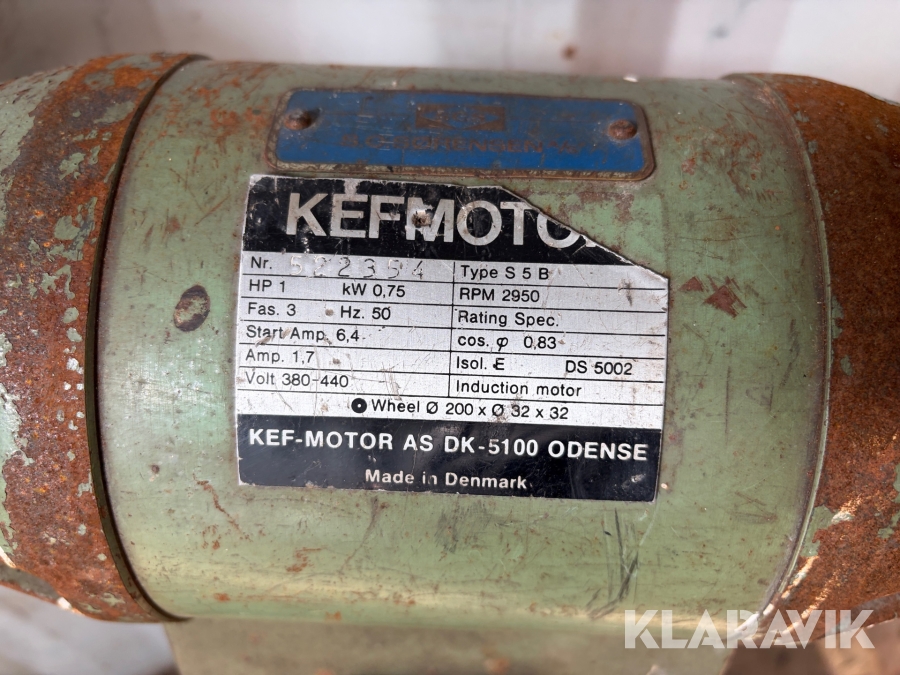 KEFMOTO
Nr. 522394 Type S 5 B
HP 1 kW 0,75 RPM 2950
Fas. 3 Hz. 50 Rating Spec.
Start Amp. 6,4 cos. φ 0,83
Amp. 1,7 Isol. E DS 5002
Volt 380-440 Induction motor
Wheel Ø 200 x Ø 32 x 32
KEF-MOTOR AS DK-5100 ODENSE
Made in Denmark
KLARAVIK